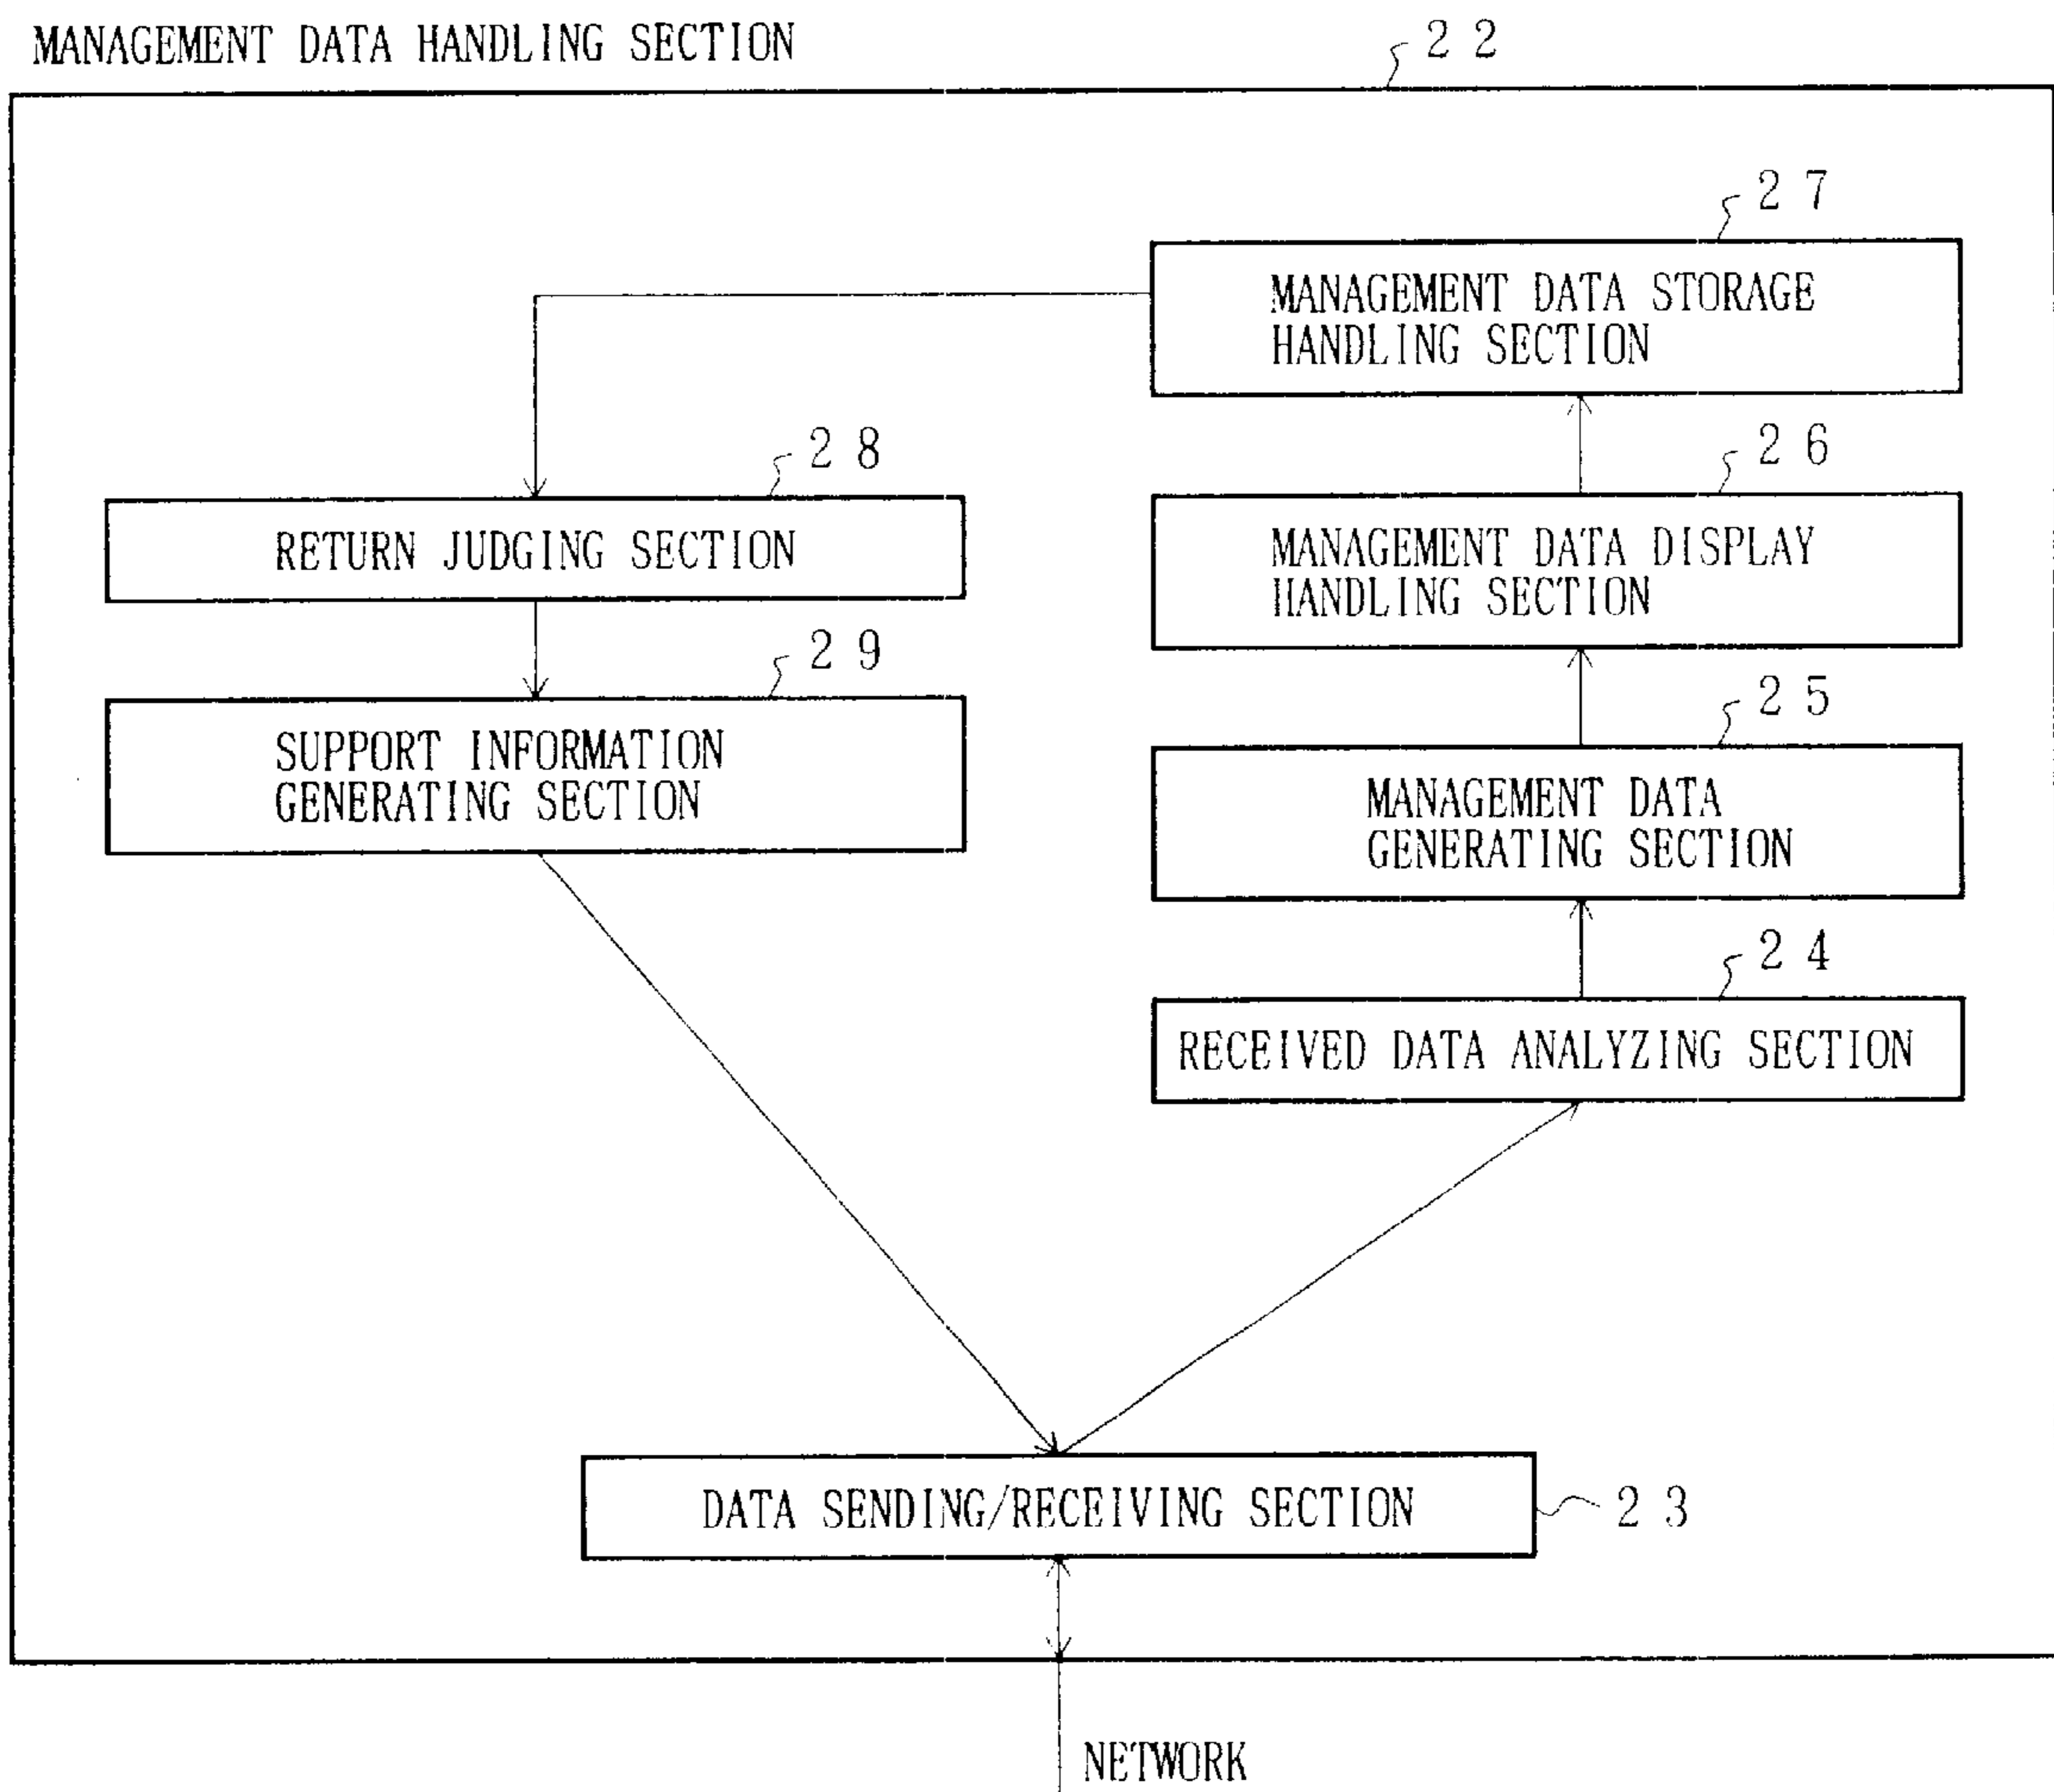 MANAGEMENT DATA HANDLING SECTION
22
27
MANAGEMENT DATA STORAGE
HANDLING SECTION
28
RETURN JUDGING SECTION
26
MANAGEMENT DATA DISPLAY
HANDLING SECTION
29
SUPPORT INFORMATION
GENERATING SECTION
25
MANAGEMENT DATA
GENERATING SECTION
24
RECEIVED DATA ANALYZING SECTION
DATA SENDING/RECEIVING SECTION
23
NETWORK